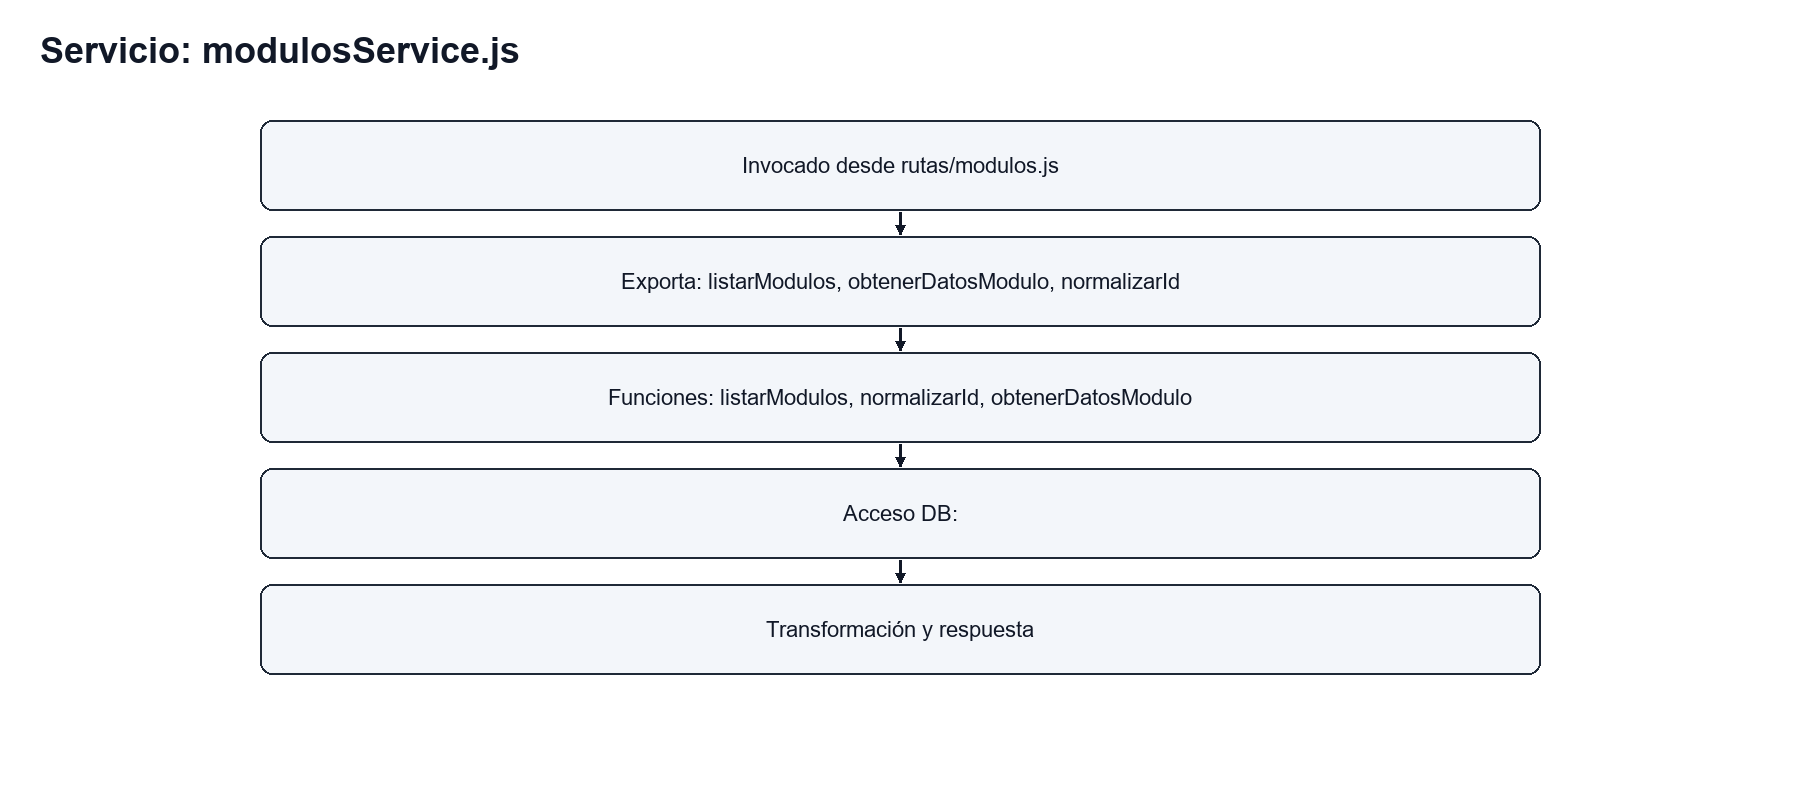 Servicio: modulosService.js
Invocado desde rutas/modulos.js
Exporta: listarModulos, obtenerDatosModulo, normalizarId
Funciones: listarModulos, normalizarId, obtenerDatosModulo
Acceso DB:
Transformación y respuesta